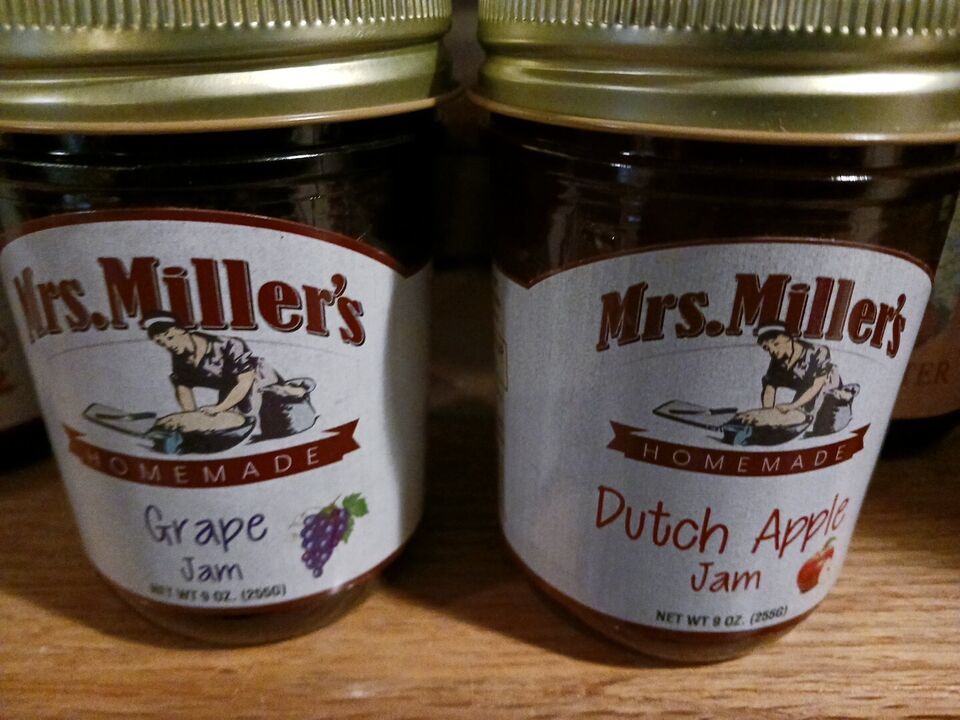 Mrs. Miller's
HOMEMADE
Grape
Jam
NET WT 9 OZ. (255G)
Mrs. Miller's
HOMEMADE
Dutch Apple
Jam
NET WT 9 OZ. (255G)
TER